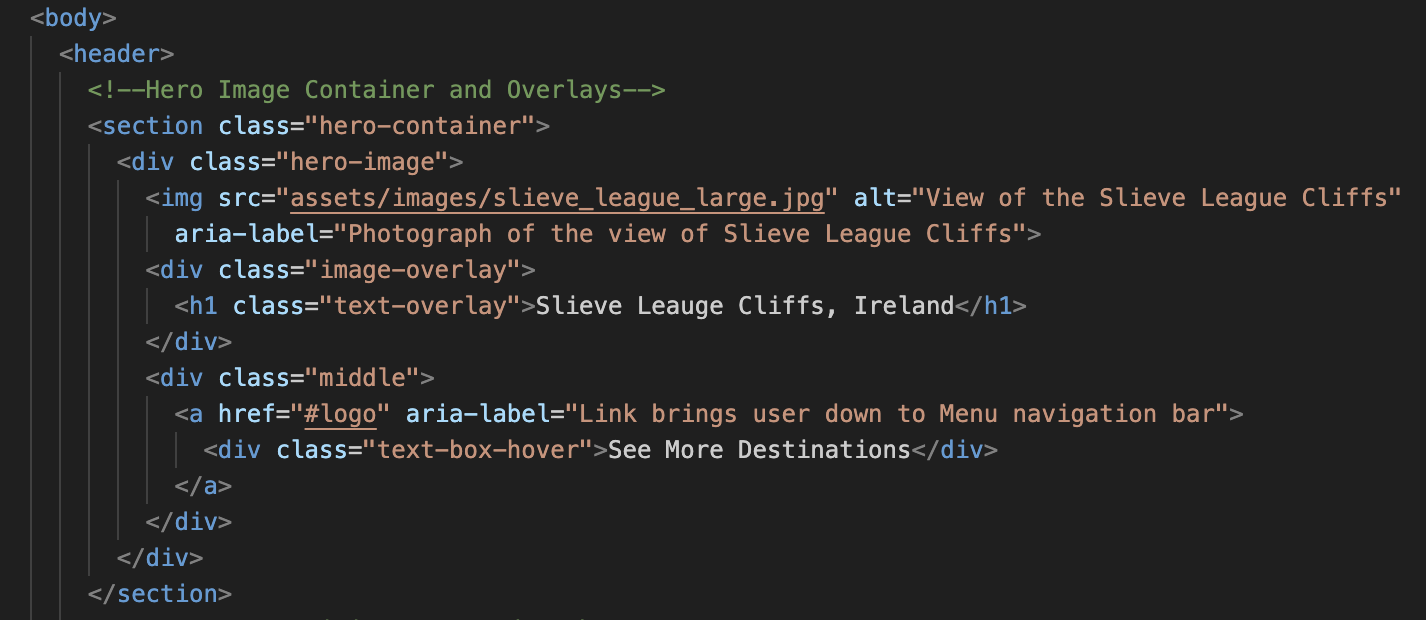 <body>
<header>
<!--Hero Image Container and Overlays-->
<section class="hero-container">
<div class="hero-image">
<img src="assets/images/slieve_league_large.jpg" alt="View of the Slieve League Cliffs"
aria-label="Photograph of the view of Slieve League Cliffs">
<div class="image-overlay">
<h1 class="text-overlay">Slieve Leauge Cliffs, Ireland</h1>
</div>
<div class="middle">
<a href="#logo" aria-label="Link brings user down to Menu navigation bar">
<div class="text-box-hover">See More Destinations</div>
</a>
</div>
</div>
</section>